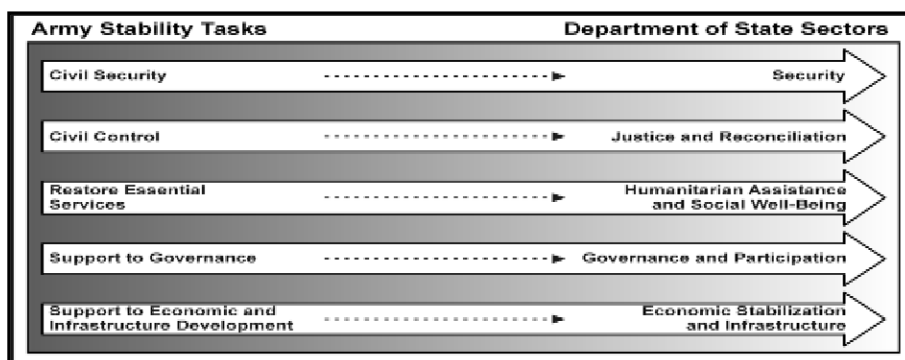 Army Stability Tasks Department of State Sectors
Civil Security Security
Civil Control Justice and Reconciliation
Restore Essential Humanitarian Assistance
Services and Social Well-Being
Support to Governance Governance and Participation
Support to Economic and Economic Stabilization
Infrastructure Development and Infrastructure